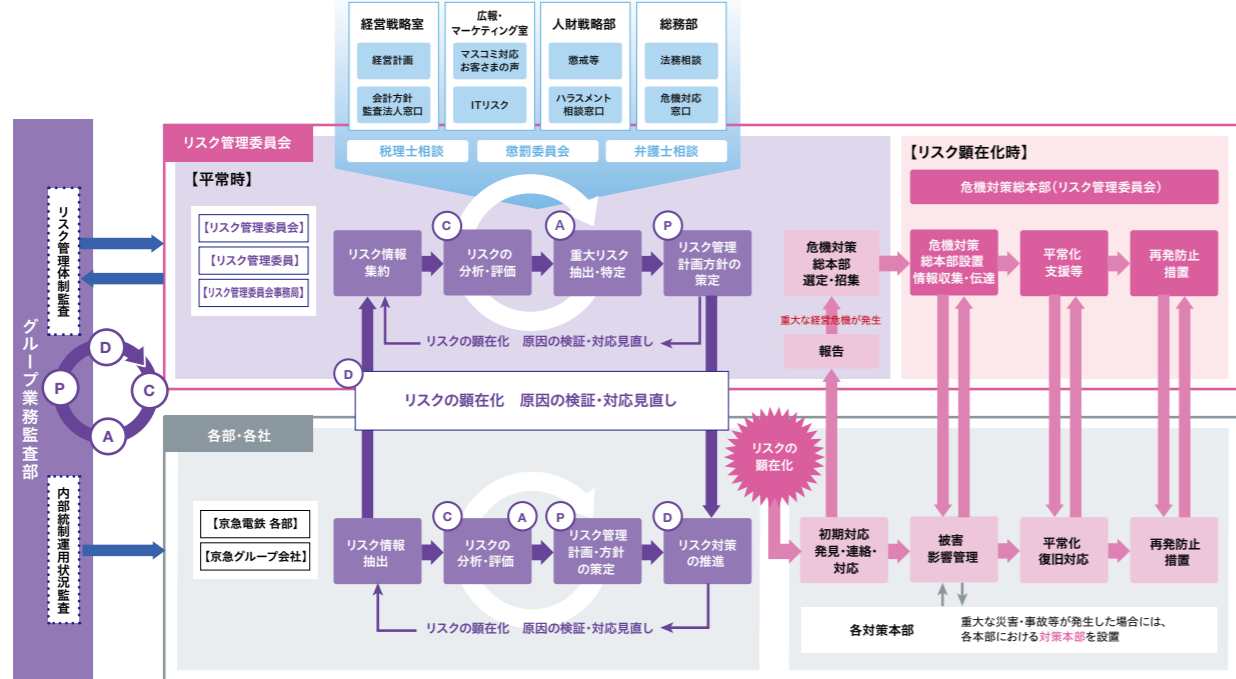 経営戦略室
経営計画
会計方針
監査法人窓口
広報・
マーケティング室
マスコミ対応
お客さまの声
ITリスク
人財戦略部
懲戒等
ハラスメント
相談窓口
総務部
法務相談
危機対応
窓口
税理士相談
懲罰委員会
弁護士相談
グループ業務監査部
リスク管理体制監査
内部統制運用状況監査
D
C
A
P
リスク管理委員会
【平常時】
【リスク管理委員会】
【リスク管理委員】
【リスク管理委員会事務局】
リスク情報
集約
C
リスクの
分析・評価
A
重大リスク
抽出・特定
P
リスク管理
計画方針の
策定
リスクの顕在化 原因の検証・対応見直し
D
リスクの顕在化 原因の検証・対応見直し
危機対策
総本部
選定・招集
重大な経営危機が発生
報告
【リスク顕在化時】
危機対策総本部(リスク管理委員会)
危機対策
総本部設置
情報収集・伝達
平常化
支援等
再発防止
措置
各部・各社
【京急電鉄 各部】
【京急グループ会社】
リスク情報
抽出
C
リスクの
分析・評価
A
P
リスク管理
計画・方針
の策定
D
リスク対策
の推進
リスクの顕在化 原因の検証・対応見直し
リスクの
顕在化
初期対応
発見・連絡・
対応
被害
影響管理
平常化
復旧対応
再発防止
措置
各対策本部
重大な災害・事故等が発生した場合には、
各本部における対策本部を設置